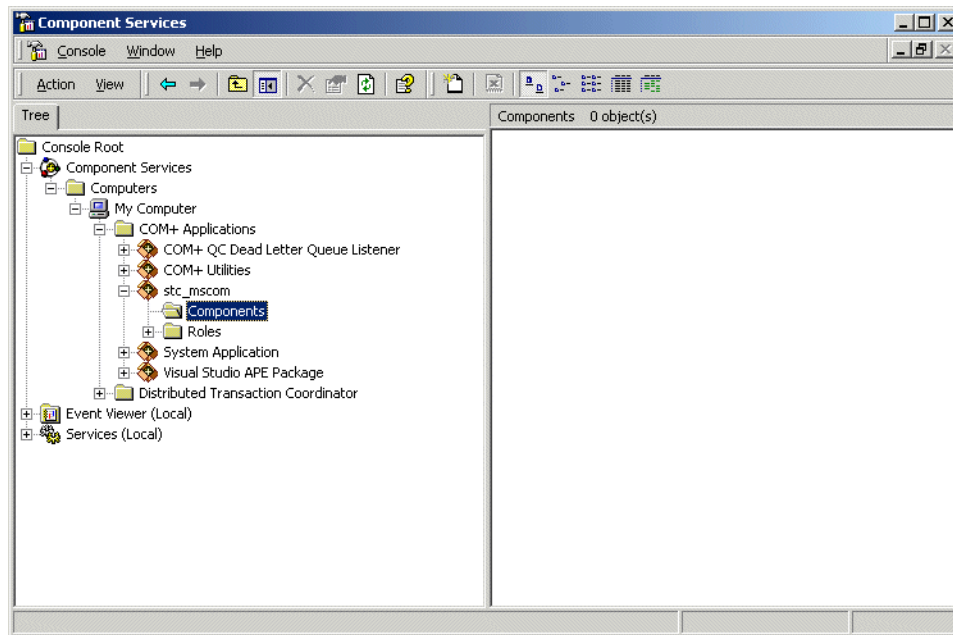 Component Services
Console Window Help
Action View
Tree
Components 0 object(s)
Console Root
Component Services
Computers
My Computer
COM+ Applications
COM+ QC Dead Letter Queue Listener
COM+ Utilities
stc_mscom
Components
Roles
System Application
Visual Studio APE Package
Distributed Transaction Coordinator
Event Viewer (Local)
Services (Local)